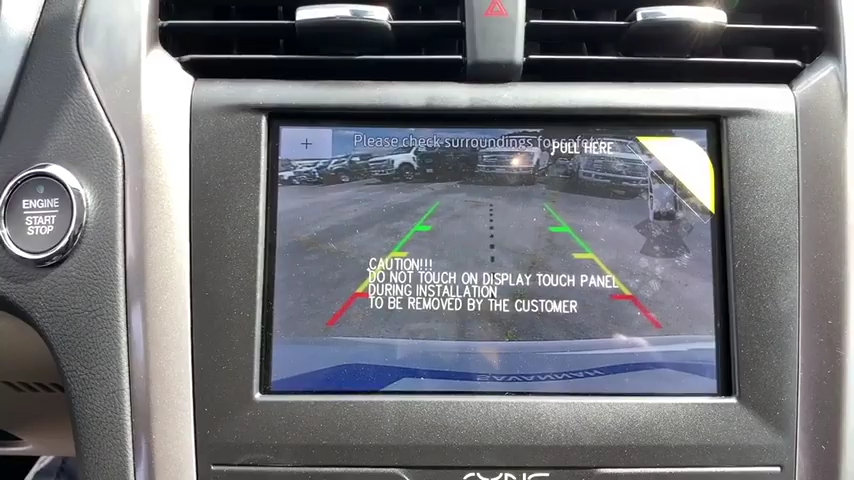 Please check surroundings for safety
PULL HERE
ENGINE
START
STOP
CAUTION!!!
DO NOT TOUCH ON DISPLAY TOUCH PANEL
DURING INSTALLATION
TO BE REMOVED BY THE CUSTOMER
SAVANNAH
SYNC